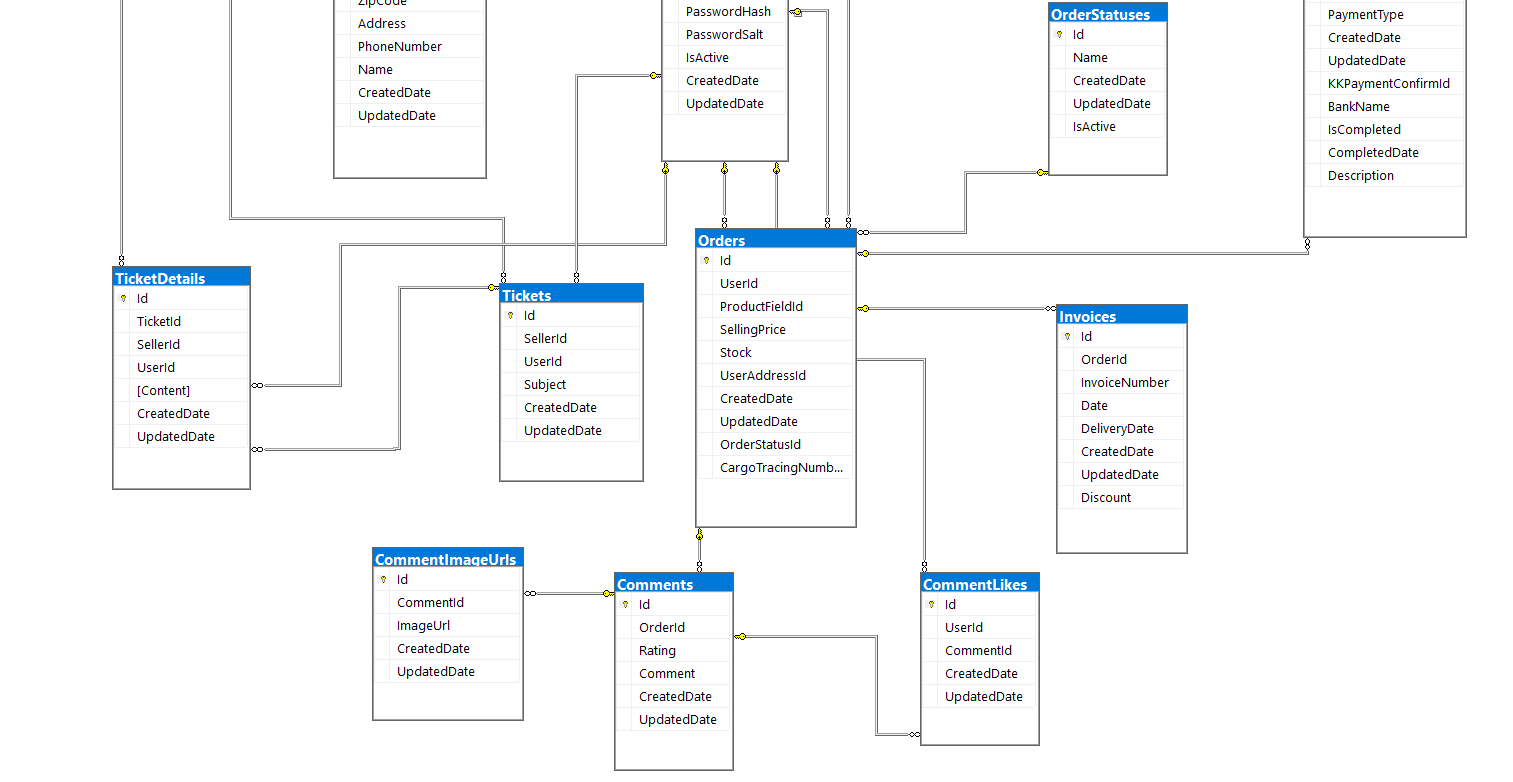 ZipCode
Address
PhoneNumber
Name
CreatedDate
UpdatedDate
PasswordHash
PasswordSalt
IsActive
CreatedDate
UpdatedDate
OrderStatuses
Id
Name
CreatedDate
UpdatedDate
IsActive
PaymentType
CreatedDate
UpdatedDate
KKPaymentConfirmId
BankName
IsCompleted
CompletedDate
Description
TicketDetails
Id
TicketId
SellerId
UserId
[Content]
CreatedDate
UpdatedDate
Tickets
Id
SellerId
UserId
Subject
CreatedDate
UpdatedDate
Orders
Id
UserId
ProductFieldId
SellingPrice
Stock
UserAddressId
CreatedDate
UpdatedDate
OrderStatusId
CargoTracingNumb...
Invoices
Id
OrderId
InvoiceNumber
Date
DeliveryDate
CreatedDate
UpdatedDate
Discount
CommentImageUrls
Id
CommentId
ImageUrl
CreatedDate
UpdatedDate
Comments
Id
OrderId
Rating
Comment
CreatedDate
UpdatedDate
CommentLikes
Id
UserId
CommentId
CreatedDate
UpdatedDate